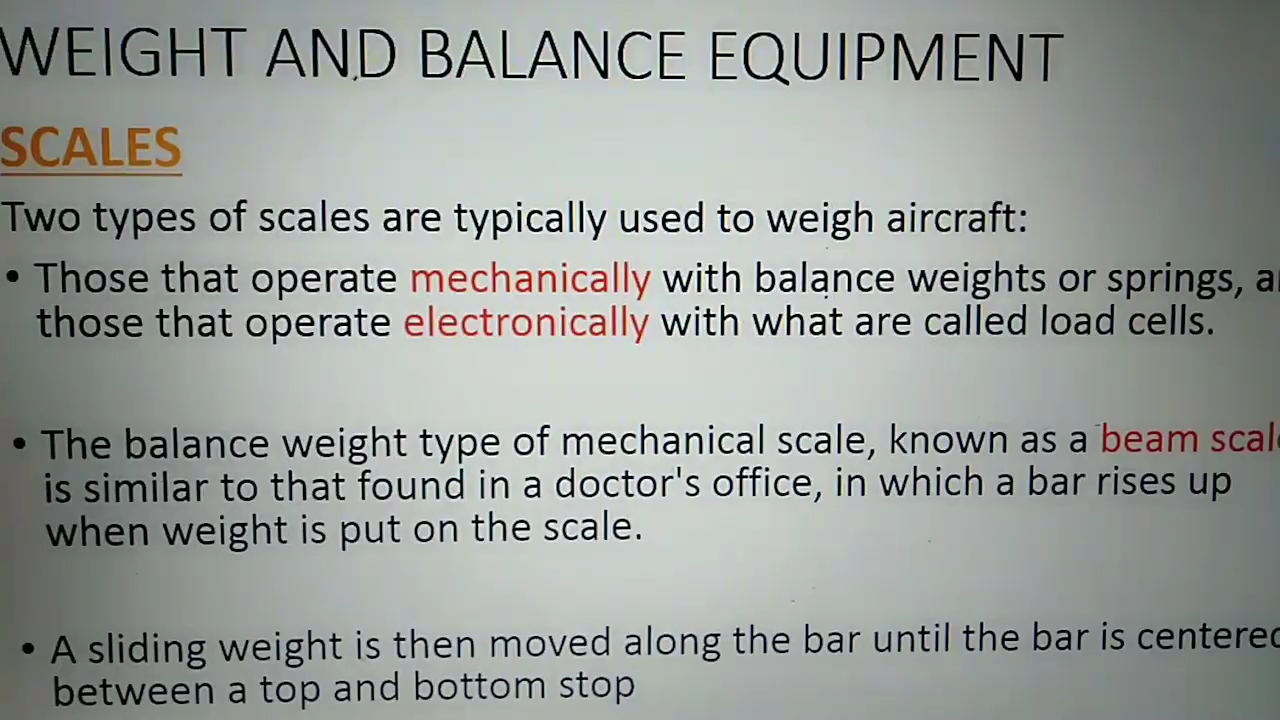 WEIGHT AND BALANCE EQUIPMENT
SCALES
Two types of scales are typically used to weigh aircraft:
• Those that operate mechanically with balance weights or springs,
those that operate electronically with what are called load cells.
• The balance weight type of mechanical scale, known as a beam
is similar to that found in a doctor's office, in which a bar rises up
when weight is put on the scale.
• A sliding weight is then moved along the bar until the bar is centered
between a top and bottom stop